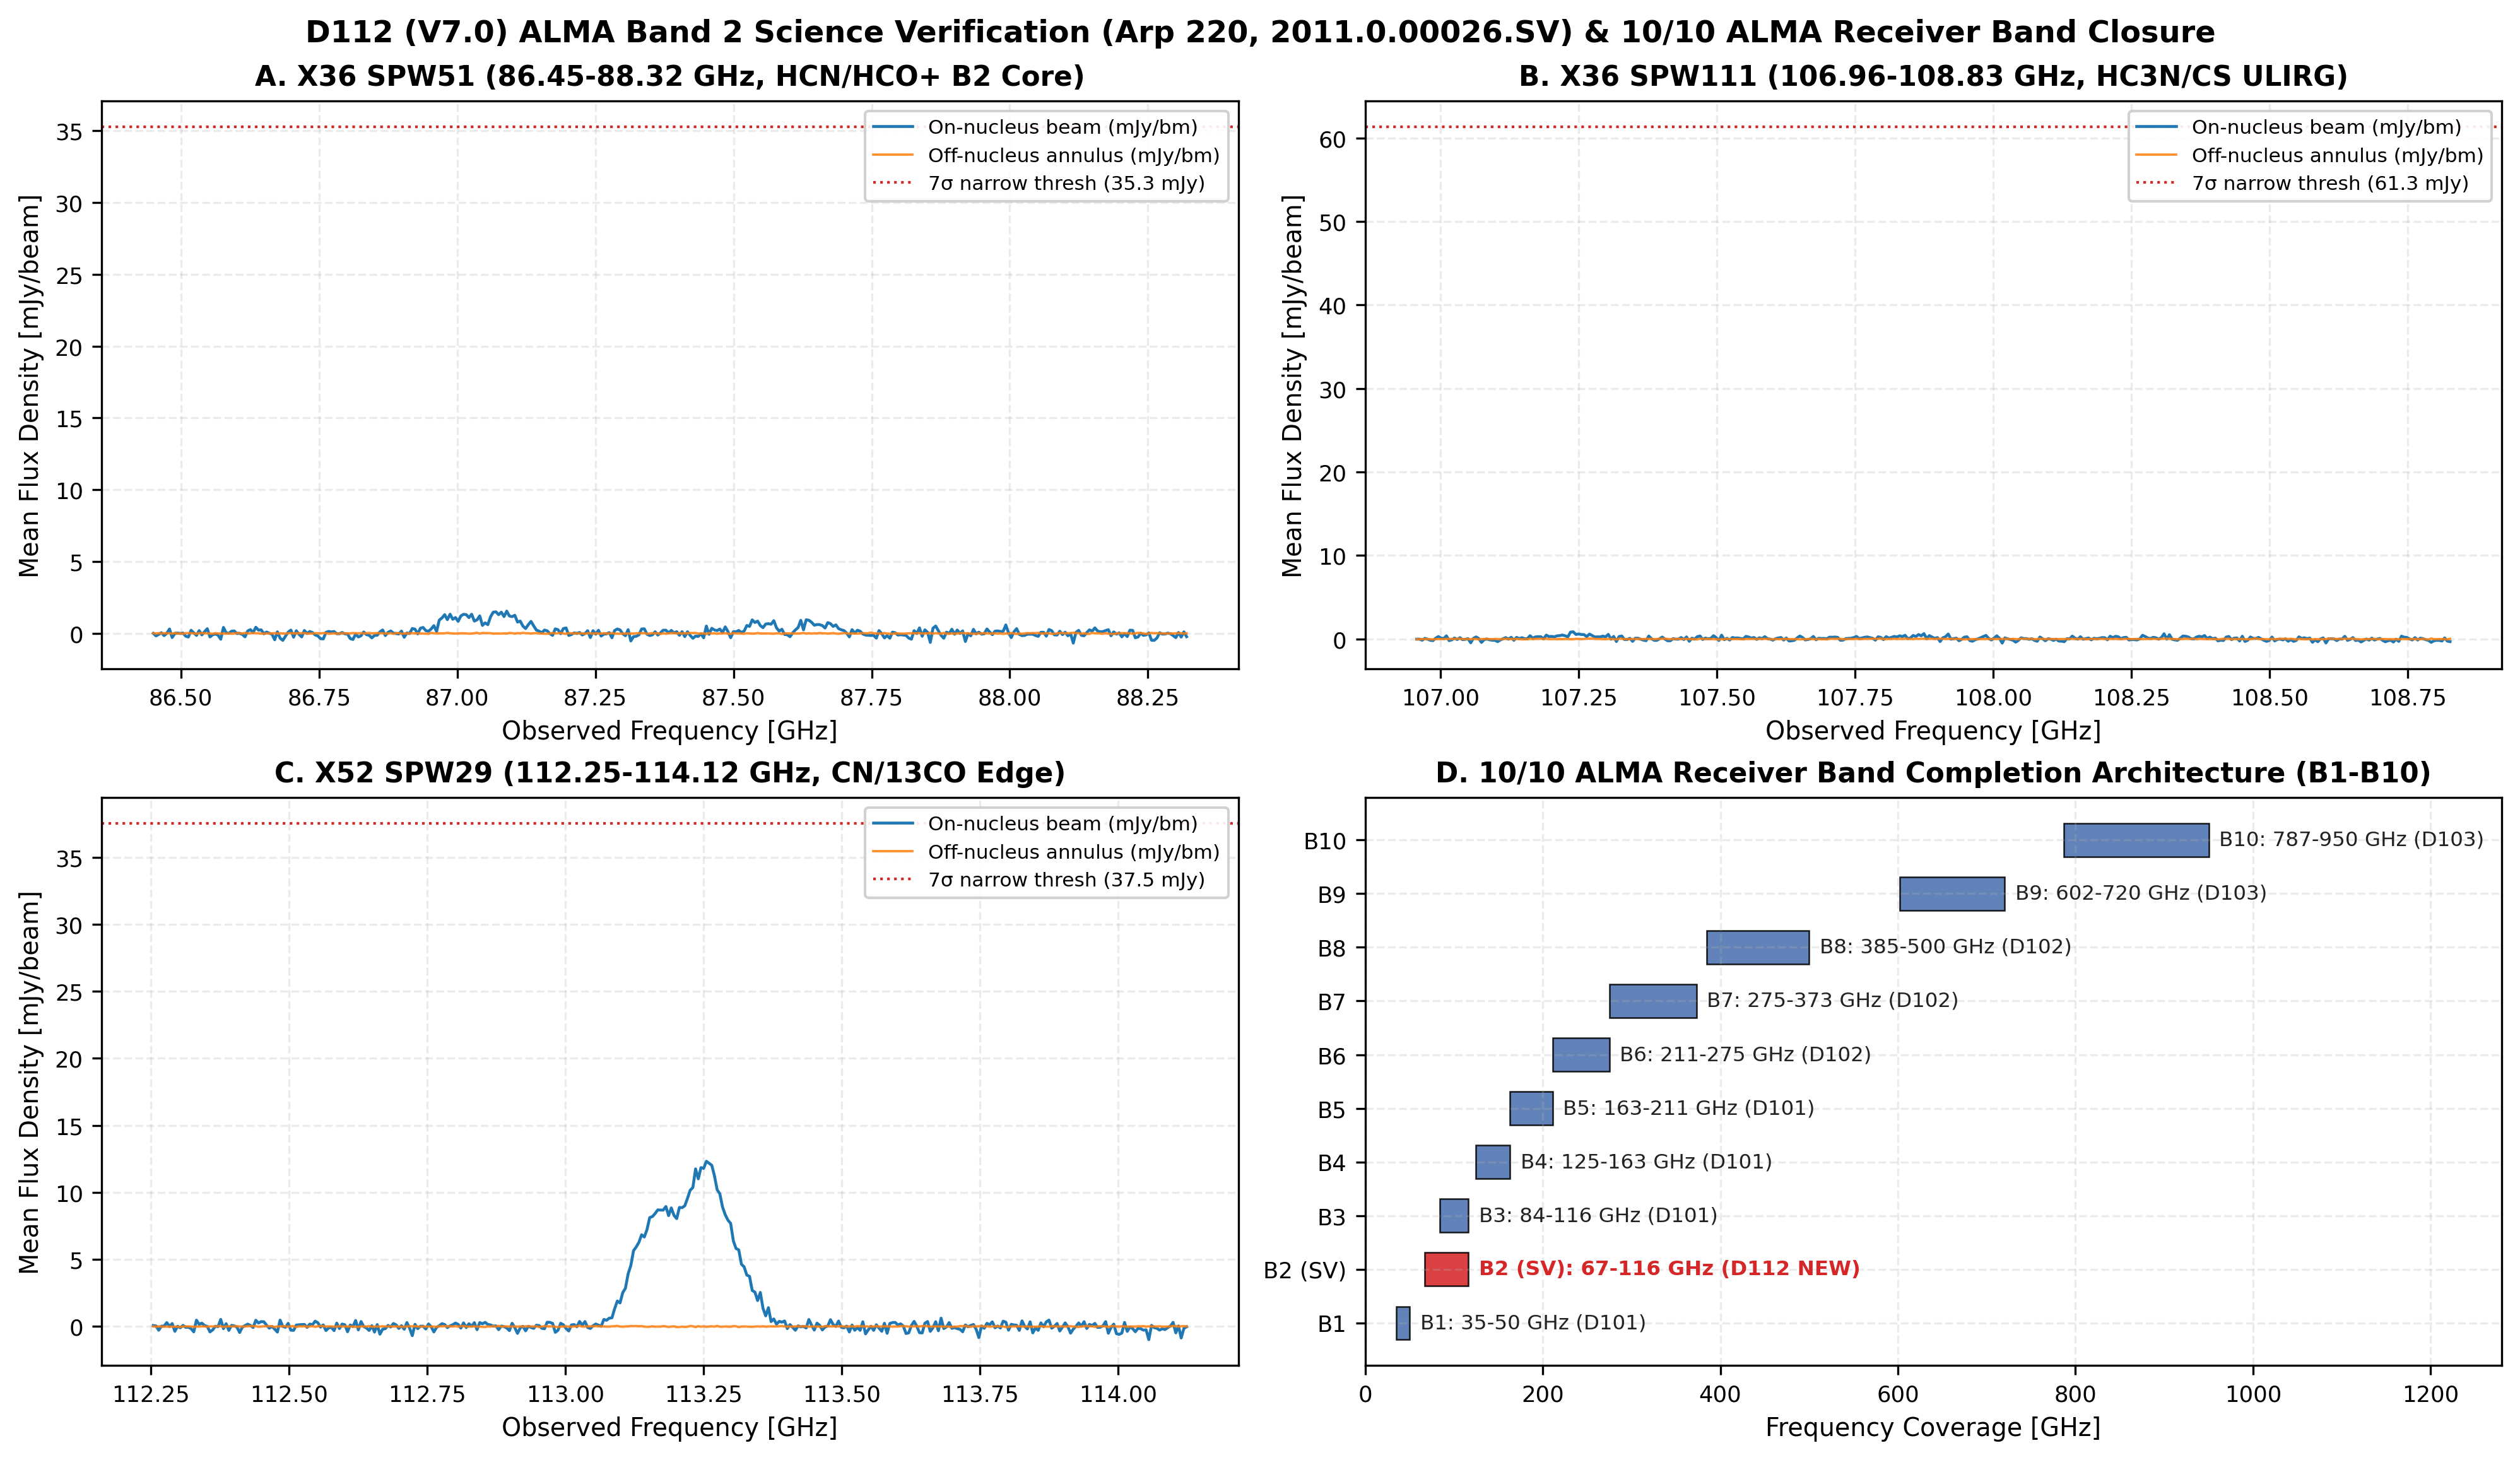 D112 (V7.0) ALMA Band 2 Science Verification (Arp 220, 2011.0.00026.SV) & 10/10 ALMA Receiver Band Closure
A. X36 SPW51 (86.45-88.32 GHz, HCN/HCO+ B2 Core)
Mean Flux Density [mJy/beam]
35
30
25
20
15
10
5
0
On-nucleus beam (mJy/bm)
Off-nucleus annulus (mJy/bm)
7σ narrow thresh (35.3 mJy)
86.50 86.75 87.00 87.25 87.50 87.75 88.00 88.25
Observed Frequency [GHz]
B. X36 SPW111 (106.96-108.83 GHz, HC3N/CS ULIRG)
Mean Flux Density [mJy/beam]
60
50
40
30
20
10
0
On-nucleus beam (mJy/bm)
Off-nucleus annulus (mJy/bm)
7σ narrow thresh (61.3 mJy)
107.00 107.25 107.50 107.75 108.00 108.25 108.50 108.75
Observed Frequency [GHz]
C. X52 SPW29 (112.25-114.12 GHz, CN/13CO Edge)
Mean Flux Density [mJy/beam]
35
30
25
20
15
10
5
0
On-nucleus beam (mJy/bm)
Off-nucleus annulus (mJy/bm)
7σ narrow thresh (37.5 mJy)
112.25 112.50 112.75 113.00 113.25 113.50 113.75 114.00
Observed Frequency [GHz]
D. 10/10 ALMA Receiver Band Completion Architecture (B1-B10)
B10 B10: 787-950 GHz (D103)
B9 B9: 602-720 GHz (D103)
B8 B8: 385-500 GHz (D102)
B7 B7: 275-373 GHz (D102)
B6 B6: 211-275 GHz (D102)
B5 B5: 163-211 GHz (D101)
B4 B4: 125-163 GHz (D101)
B3 B3: 84-116 GHz (D101)
B2 (SV) B2 (SV): 67-116 GHz (D112 NEW)
B1 B1: 35-50 GHz (D101)
0 200 400 600 800 1000 1200
Frequency Coverage [GHz]